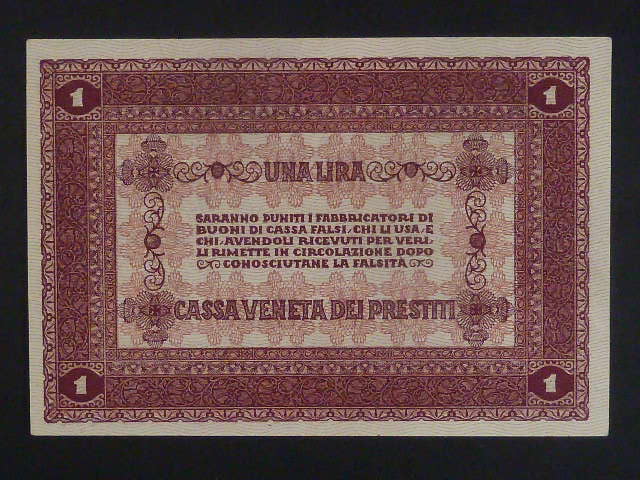 1 1
UNA LIRA
SARANNO PUNITI I FABBRICATORI DI
BUONI DI CASSA FALSI, CHI LI USA, E
CHI, AVENDOLI RICEVUTI PER VERI,
LI RIMETTE IN CIRCOLAZIONE DOPO
CONOSCIUTANE LA FALSITÀ
CASSA VENETA DEI PRESTITI
1 1